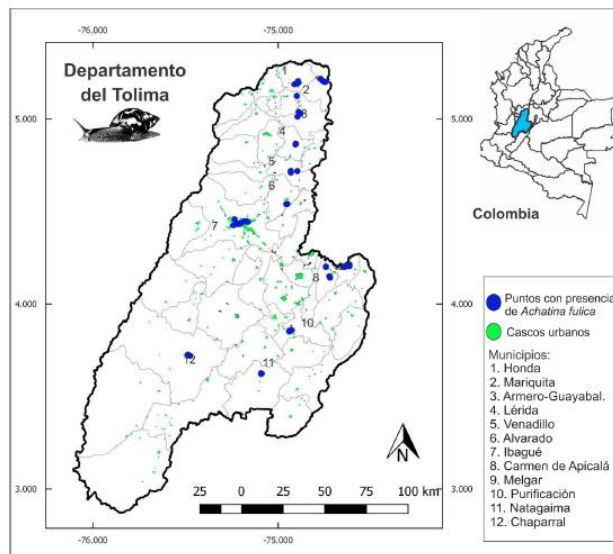 -76.000
-75.000
Departamento
del Tolima
5.000
5.000
4.000
4.000
3.000
3.000
1
2
3
4
5
6
7
8
10
11
12
N
25
0
25
50
75
100 km
-76.000
-75.000
Colombia
Puntos con presencia
de Achatina fulica
Cascos urbanos
Municipios:
1. Honda
2. Mariquita
3. Armero-Guayabal.
4. Lérida
5. Venadillo
6. Alvarado
7. Ibagué
8. Carmen de Apicalá
9. Melgar
10. Purificación
11. Natagaima
12. Chaparral